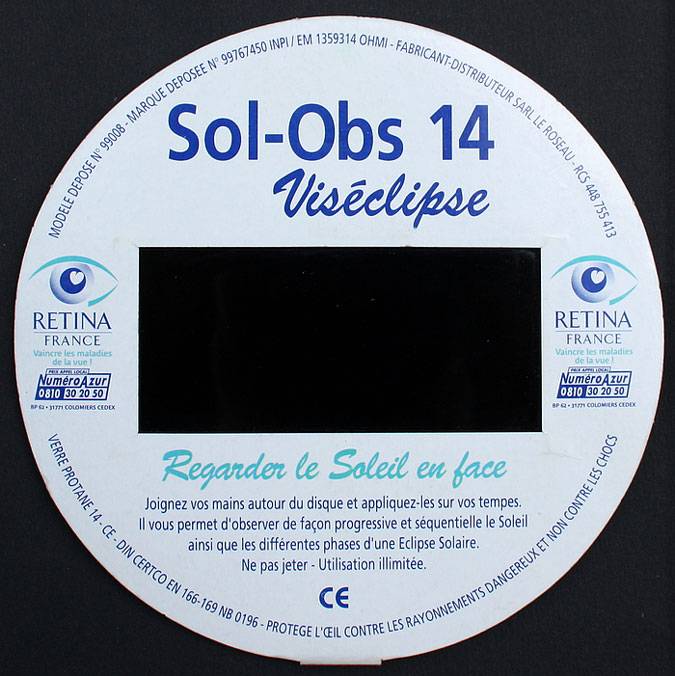 MODELE DEPOSE N° 99008 - MARQUE DEPOSEE N° 99767450 INPI / EM 1359314 OHMI - FABRICANT-DISTRIBUTEUR SARL LE ROSEAU - RCS 448 755 413
Sol-Obs 14
Viséclipse
RETINA
FRANCE
Vaincre les maladies
de la vue !
PRIX APPEL LOCAL
NuméroAzur
0810 30 20 50
BP 62 • 31771 COLOMIERS CEDEX
RETINA
FRANCE
Vaincre les maladies
de la vue !
PRIX APPEL LOCAL
NuméroAzur
0810 30 20 50
BP 62 • 31771 COLOMIERS CEDEX
Regarder le Soleil en face
Joignez vos mains autour du disque et appliquez-les sur vos tempes.
Il vous permet d'observer de façon progressive et séquentielle le Soleil
ainsi que les différentes phases d'une Eclipse Solaire.
Ne pas jeter - Utilisation illimitée.
CE
VERRE PROTANE 14 - CE - DIN CERTCO EN 166-169 NB 0196 - PROTEGE L'ŒIL CONTRE LES RAYONNEMENTS DANGEREUX ET NON CONTRE LES CHOCS